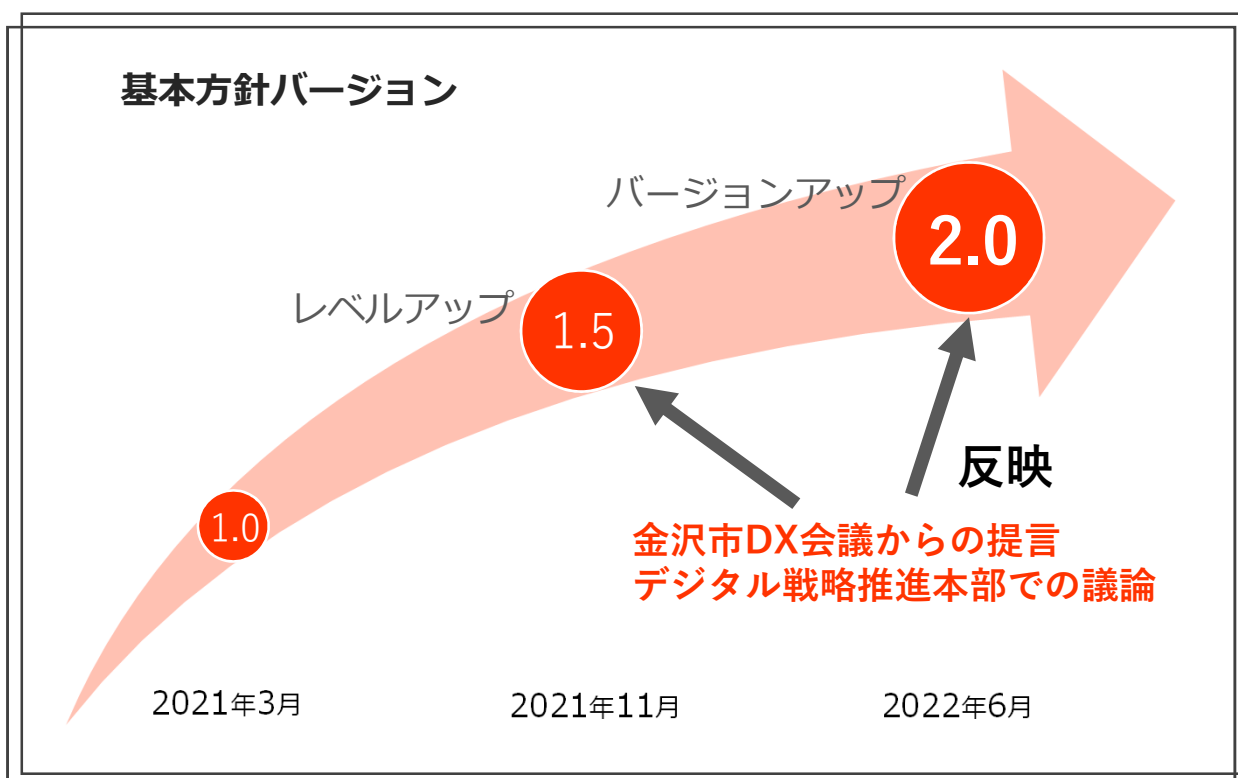 基本方針バージョン
バージョンアップ
2.0
レベルアップ
1.5
反映
1.0
金沢市DX会議からの提言
デジタル戦略推進本部での議論
2021年3月
2021年11月
2022年6月